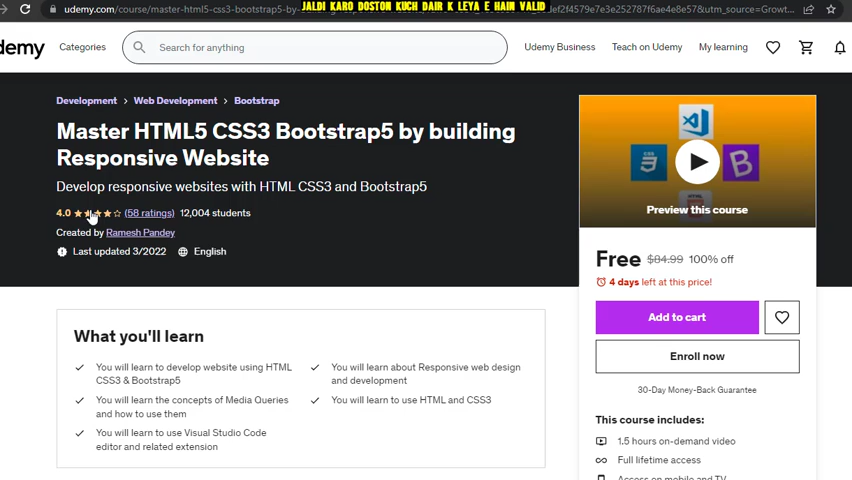 JALDI KARO DOSTON KUCH DAIR K LEYA E HAIN VALID
udemy.com/course/master-html5-css3-bootstrap5-by-b
def2f4579e7e3e252787f6ae4e8e578&utm_source=Growt...
demy
Categories
Search for anything
Udemy Business
Teach on Udemy
My learning
Development > Web Development > Bootstrap
Master HTML5 CSS3 Bootstrap5 by building
Responsive Website
Develop responsive websites with HTML CSS3 and Bootstrap5
4.0 (58 ratings) 12,004 students
Created by Ramesh Pandey
Last updated 3/2022 English
Preview this course
Free $84.99 100% off
4 days left at this price!
Add to cart
Enroll now
30-Day Money-Back Guarantee
This course includes:
1.5 hours on-demand video
Full lifetime access
Access on mobile and TV
What you'll learn
You will learn to develop website using HTML
CSS3 & Bootstrap5
You will learn the concepts of Media Queries
and how to use them
You will learn to use Visual Studio Code
editor and related extension
You will learn about Responsive web design
and development
You will learn to use HTML and CSS3